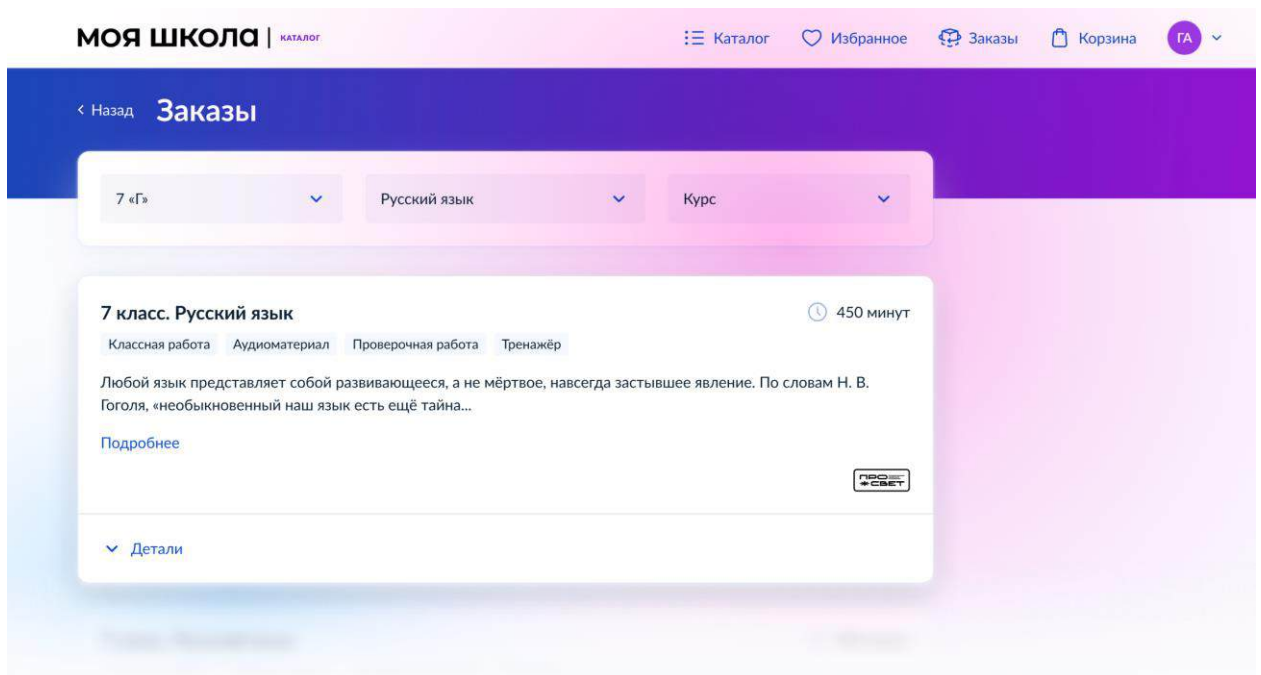 МОЯ ШКОЛА | КАТАЛОГ
Каталог
Избранное
Заказы
Корзина
ГА
Назад
Заказы
7 «Г»
Русский язык
Курс
7 класс. Русский язык
450 минут
Классная работа Аудиоматериал Проверочная работа Тренажёр
Любой язык представляет собой развивающееся, а не мёртвое, навсегда застывшее явление. По словам Н. В.
Гоголя, «необыкновенный наш язык есть ещё тайна...
Подробнее
ПРО
СВЕТ
Детали